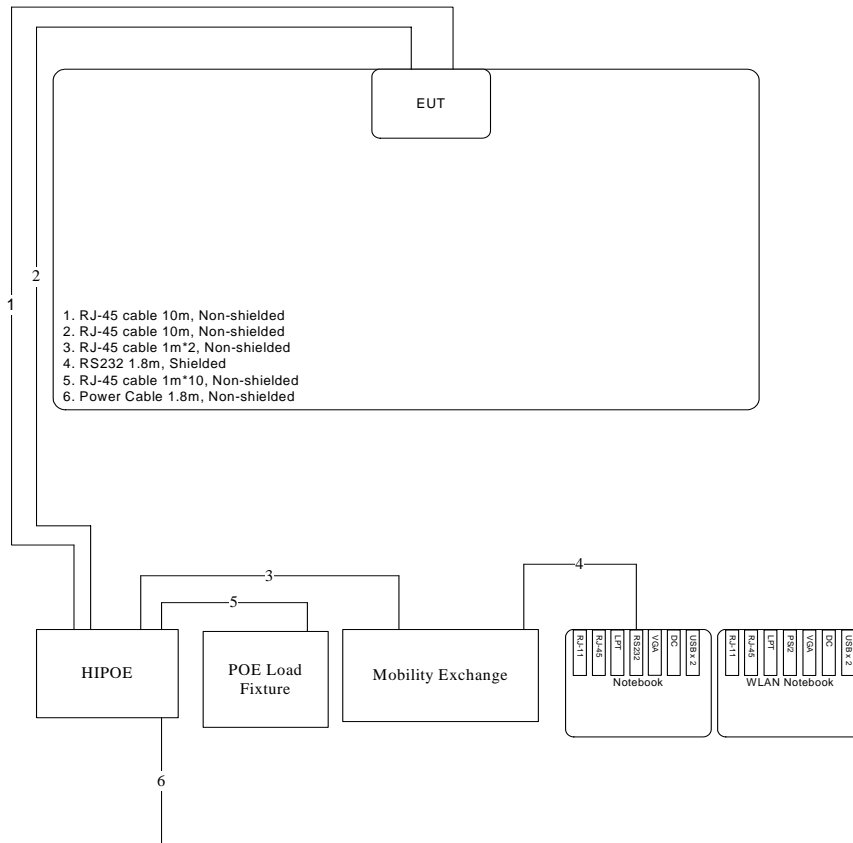 EUT
1
2
1. RJ-45 cable 10m, Non-shielded
2. RJ-45 cable 10m, Non-shielded
3. RJ-45 cable 1m*2, Non-shielded
4. RS232 1.8m, Shielded
5. RJ-45 cable 1m*10, Non-shielded
6. Power Cable 1.8m, Non-shielded
3
4
5
HIPOE
POE Load
Fixture
Mobility Exchange
RJ-11
RJ-45
LPT
RS232
VGA
DC
USB x 2
Notebook
RJ-11
RJ-45
LPT
PS/2
VGA
DC
USB x 2
WLAN Notebook
6